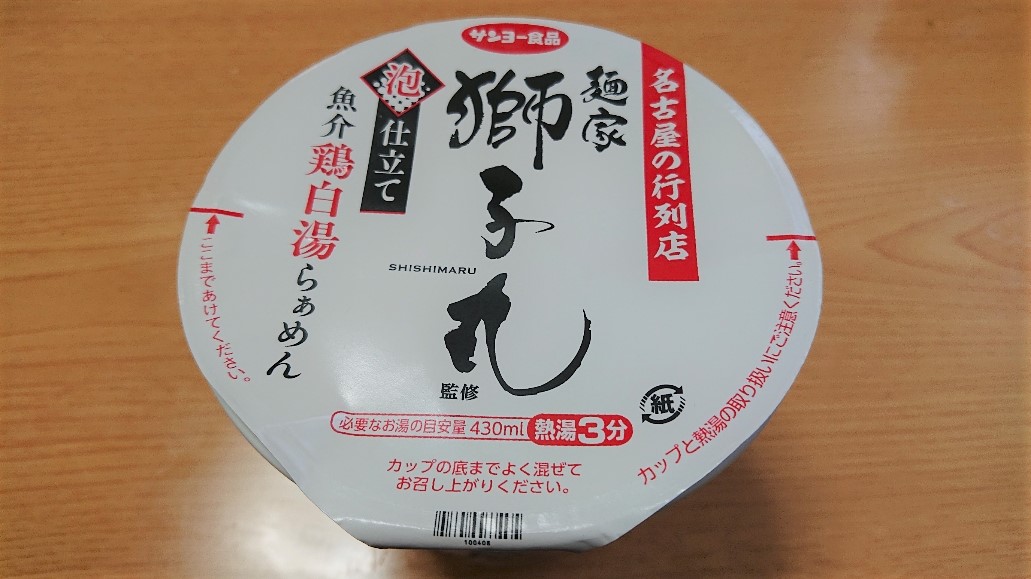 サンヨー食品
名古屋の行列店
麺家
獅子丸
SHISHIMARU
監修
泡仕立て
魚介鶏白湯らぁめん
ここまであけてください。
カップと熱湯の取り扱いにご注意ください。
紙
必要なお湯の目安量 430ml 熱湯3分
カップの底までよく混ぜて
お召し上がりください。
100408